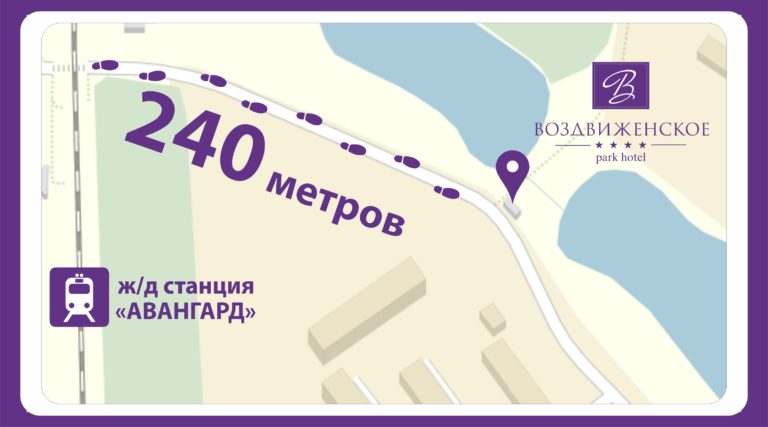 240 метров
В
ВОЗДВИЖЕНСКОЕ
park hotel
ж/д станция
«АВАНГАРД»